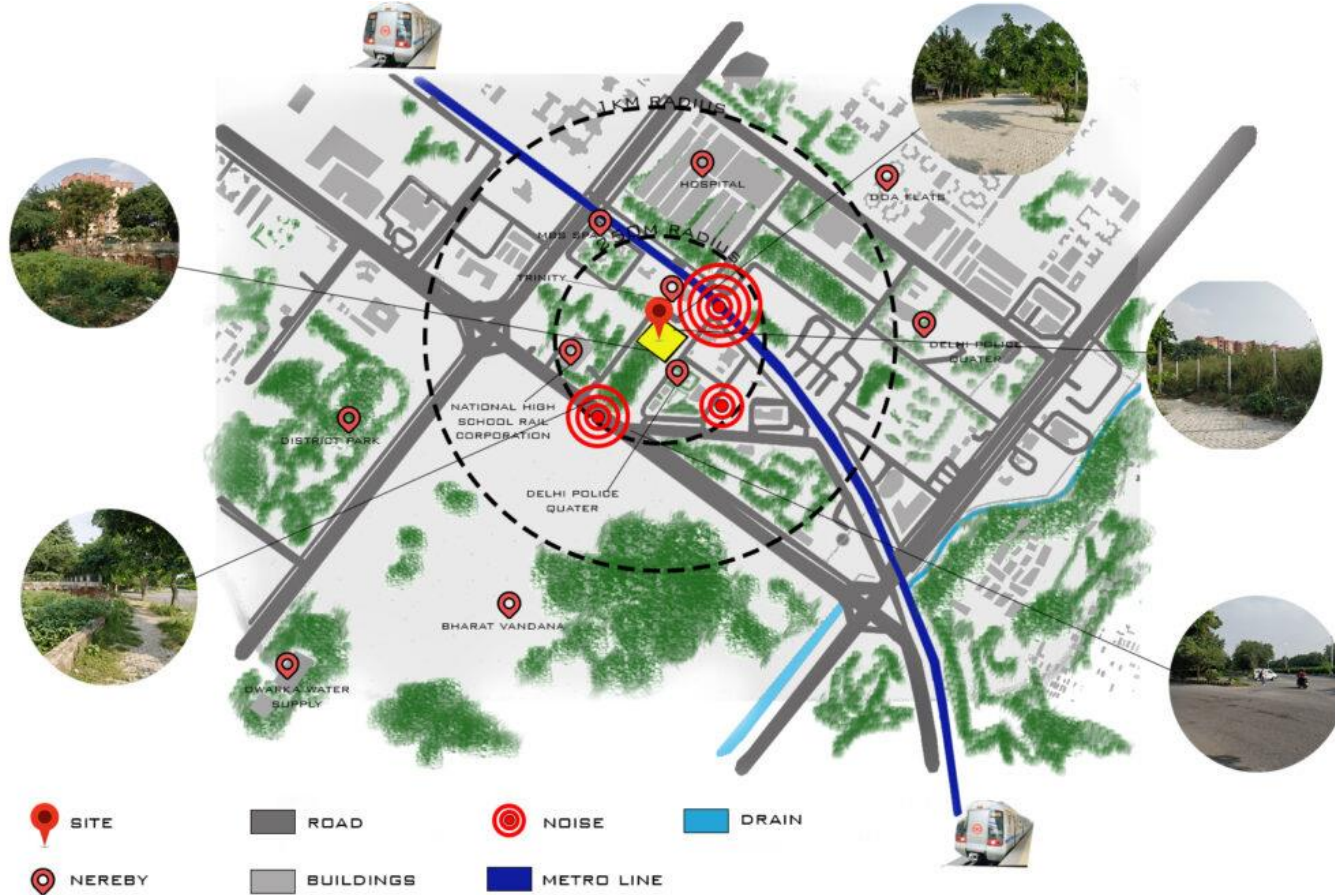 1KM RADIUS
HOSPITAL
DDA FLATS
MBS
RADIUS
TRINITY
DELHI POLICE
QUATER
NATIONAL HIGH
SCHOOL RAIL
CORPORATION
DISTRICT PARK
DELHI POLICE
QUATER
BHARAT VANDANA
DWARKA WATER
SUPPLY
SITE
ROAD
NOISE
DRAIN
NEREBY
BUILDINGS
METRO LINE